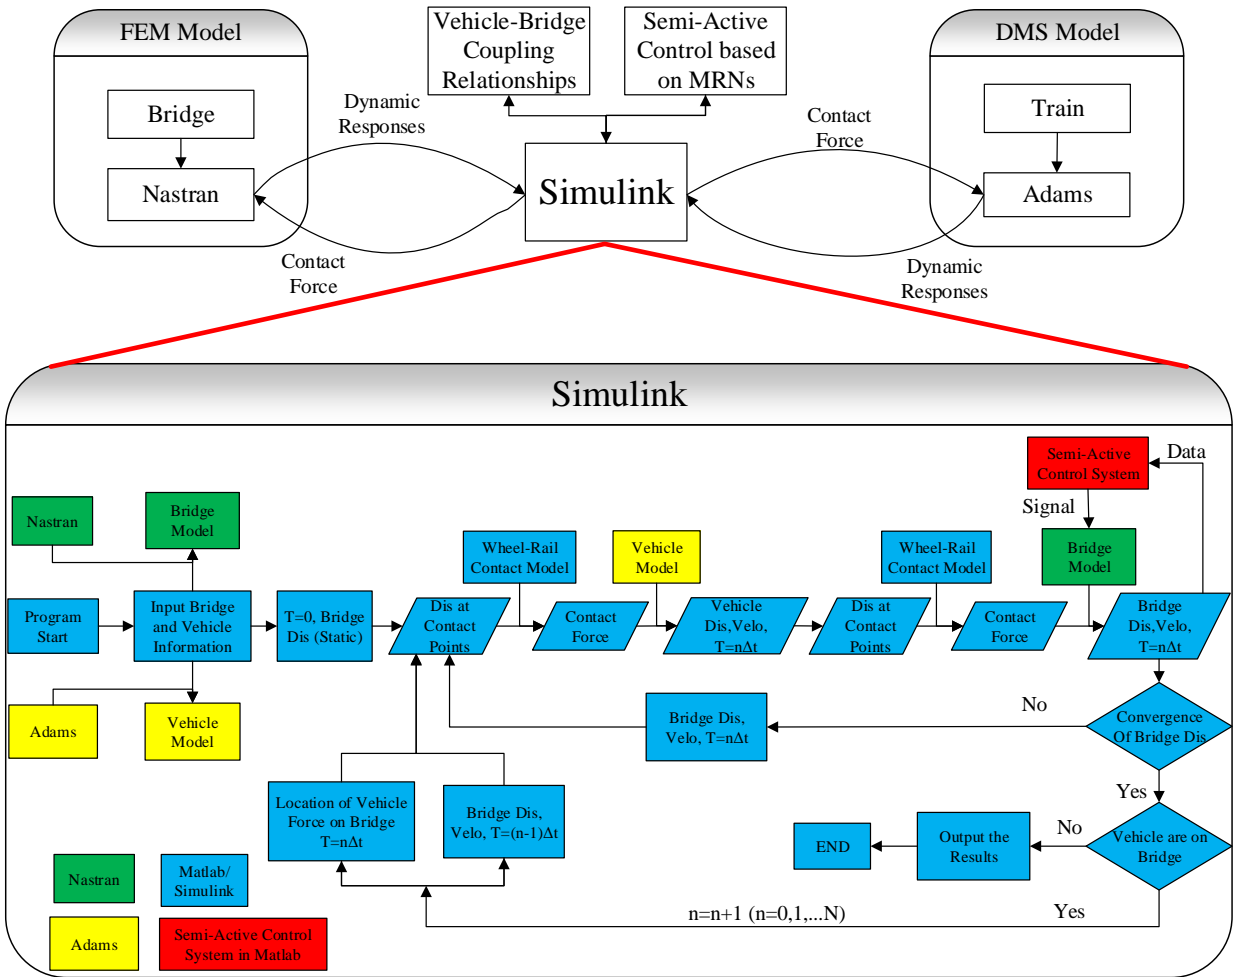 FEM Model
Bridge
Nastran
Dynamic
Responses
Contact
Force
Vehicle-Bridge
Coupling
Relationships
Semi-Active
Control based
on MRNs
Simulink
Contact
Force
Dynamic
Responses
DMS Model
Train
Adams
Simulink
Semi-Active
Control System
Data
Signal
Nastran
Bridge
Model
Wheel-Rail
Contact Model
Vehicle
Model
Wheel-Rail
Contact Model
Bridge
Model
Program
Start
Input Bridge
and Vehicle
Information
T=0, Bridge
Dis (Static)
Dis at
Contact
Points
Contact
Force
Vehicle
Dis,Velo,
T=nΔt
Dis at
Contact
Points
Contact
Force
Bridge
Dis,Velo,
T=nΔt
Adams
Vehicle
Model
Bridge Dis,
Velo, T=nΔt
No
Convergence
Of Bridge Dis
Yes
Location of Vehicle
Force on Bridge
T=nΔt
Bridge Dis,
Velo, T=(n-1)Δt
END
Output the
Results
No
Vehicle are on
Bridge
Yes
n=n+1 (n=0,1,...N)
Nastran
Matlab/
Simulink
Adams
Semi-Active Control
System in Matlab